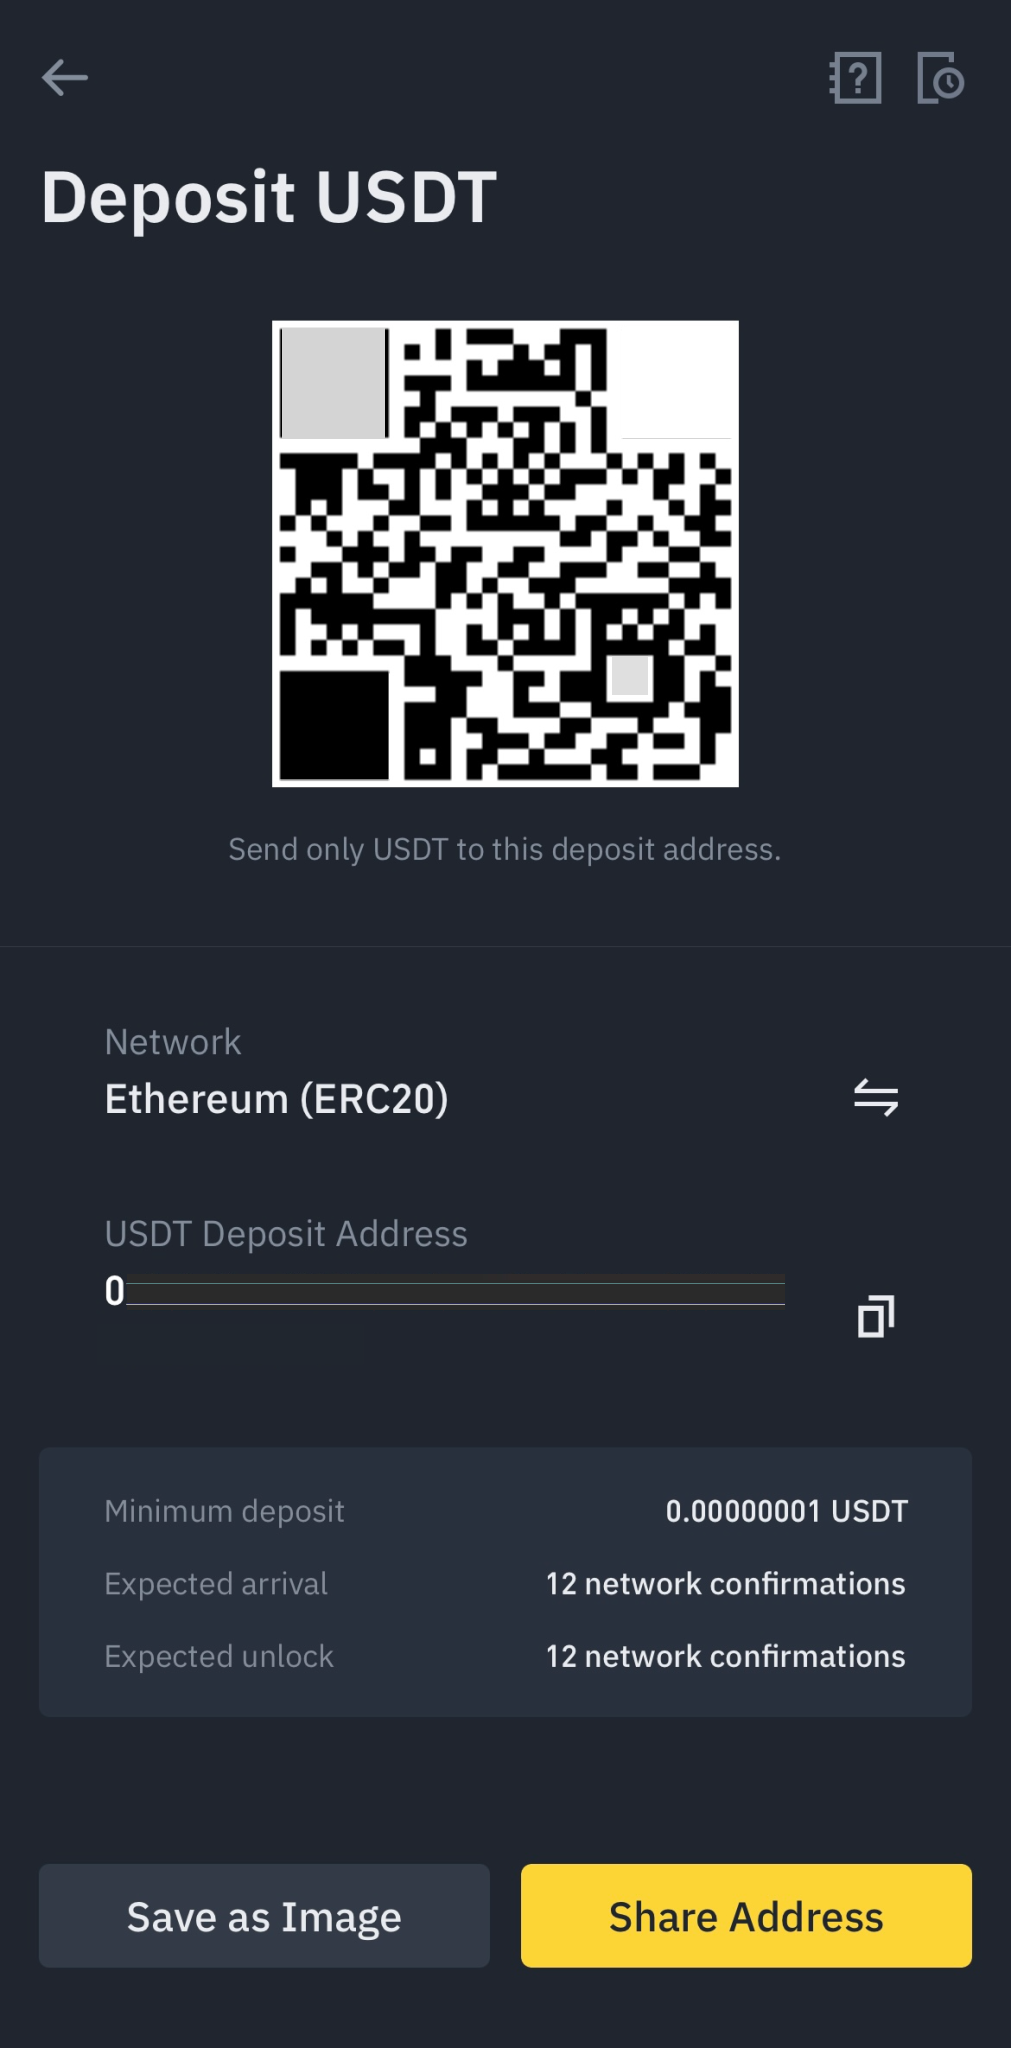 Deposit USDT
Send only USDT to this deposit address.
Network
Ethereum (ERC20)
USDT Deposit Address
0
Minimum deposit 0.00000001 USDT
Expected arrival 12 network confirmations
Expected unlock 12 network confirmations
Save as Image Share Address